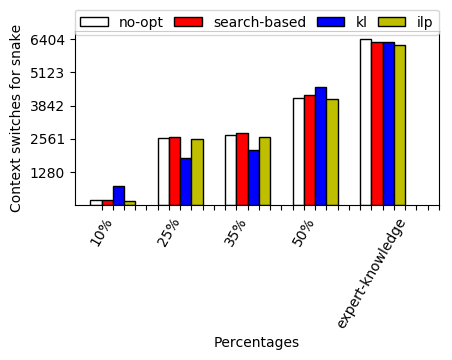 no-opt search-based kl ilp
Context switches for snake
6404
5123
3842
2561
1280
10%
25%
35%
50%
expert-knowledge
Percentages